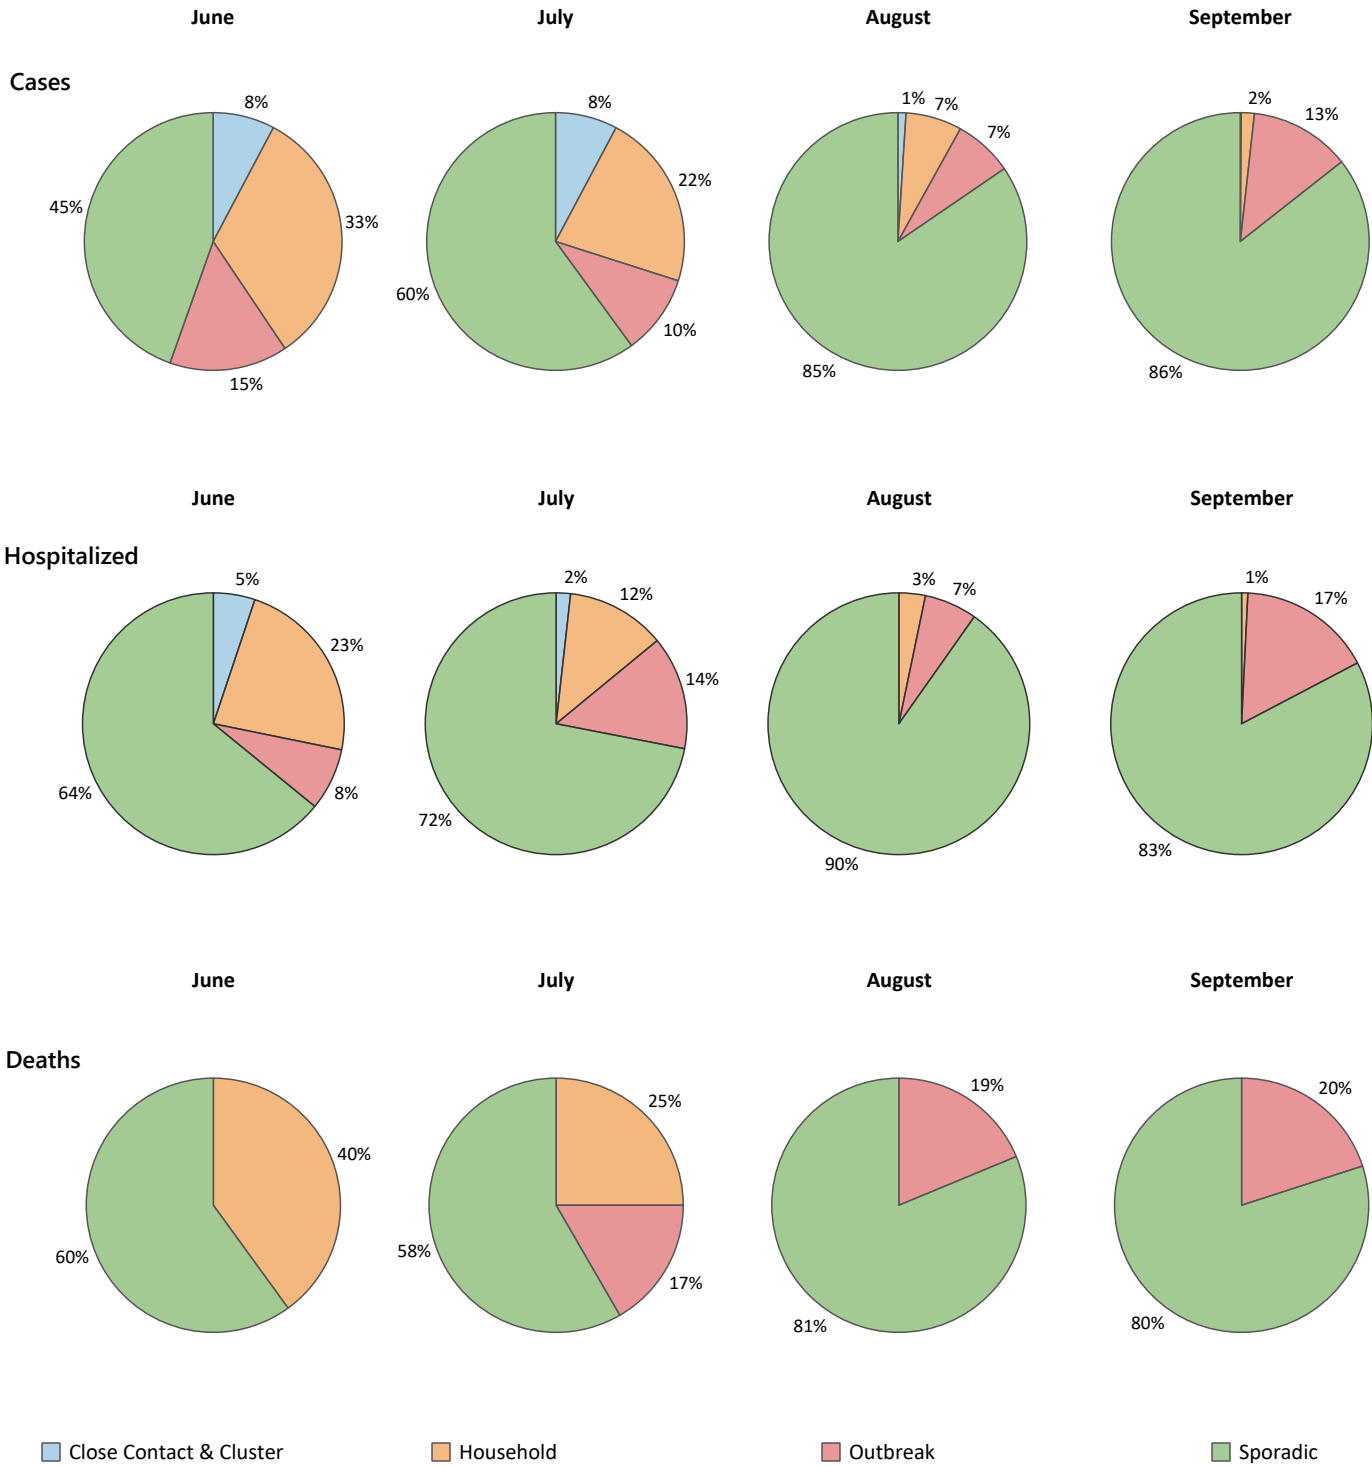 June July August September
Cases
8% 8% 1% 7% 2%
13%
7%
22%
45%
33%
60%
10%
85% 86%
15%
June July August September
Hospitalized
5% 2% 3% 1%
12% 7% 17%
23%
14%
64% 8%
72%
90% 83%
June July August September
Deaths
19% 20%
25%
40%
60% 58%
17%
81% 80%
Close Contact & Cluster Household Outbreak Sporadic